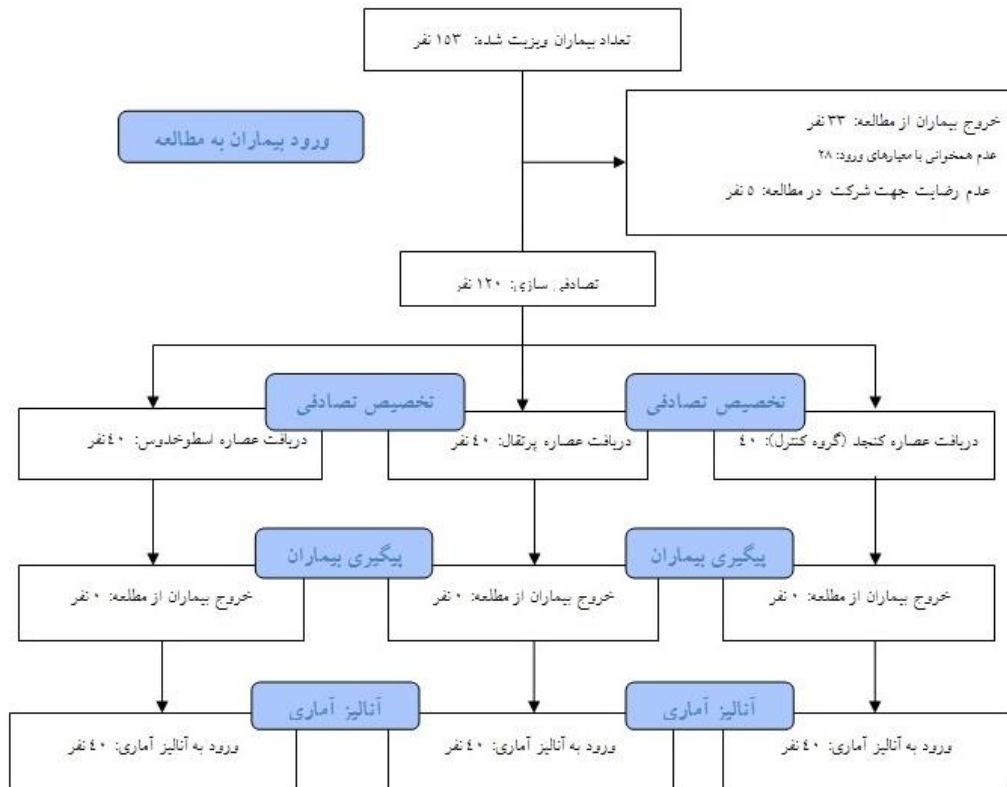 تعداد بیماران ویزیت شده: ۱۵۳ نفر
ورود بیماران به مطالعه
خروج بیماران از مطالعه: ۳۳ نفر
عدم همخوانی با معیارهای ورود: ۲۸
عدم رضایت جهت شرکت در مطالعه: ۵ نفر
تصادفی سازی: ۱۲۰ نفر
تخصیص تصادفی
تخصیص تصادفی
دریافت عصاره کنجد (گروه کنترل): ۴۰
دریافت عصاره پرتقال: ۴۰ نفر
دریافت عصاره اسطوخدوس: ۴۰ نفر
پیگیری بیماران
پیگیری بیماران
خروج بیماران از مطلعه: ۰ نفر
خروج بیماران از مطلعه: ۰ نفر
خروج بیماران از مطلعه: ۰ نفر
آنالیز آماری
آنالیز آماری
ورود به آنالیز آماری: ۴۰ نفر
ورود به آنالیز آماری: ۴۰ نفر
ورود به آنالیز آماری: ۴۰ نفر